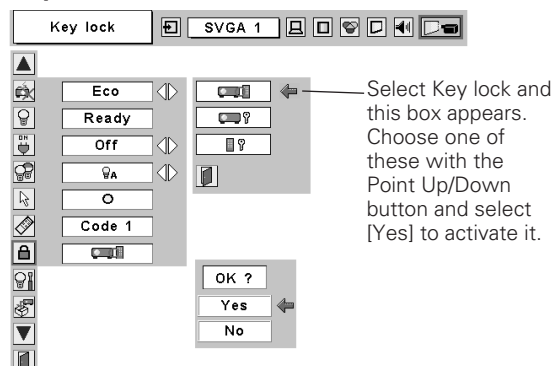 Key lock
SVGA 1
Eco
Ready
ON
Off
A
Code 1
Select Key lock and
this box appears.
Choose one of
these with the
Point Up/Down
button and select
[Yes] to activate it.
OK ?
Yes
No